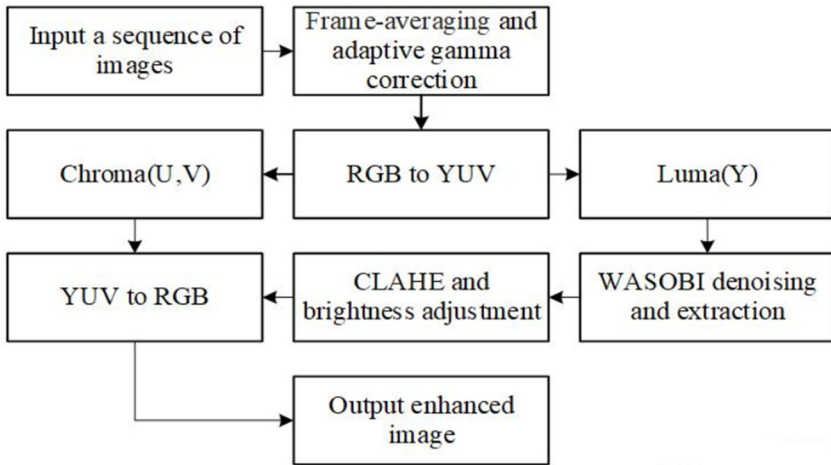 Input a sequence of
images
Frame-averaging and
adaptive gamma
correction
Chroma(U,V)
RGB to YUV
Luma(Y)
YUV to RGB
CLAHE and
brightness adjustment
WASOBI denoising
and extraction
Output enhanced
image